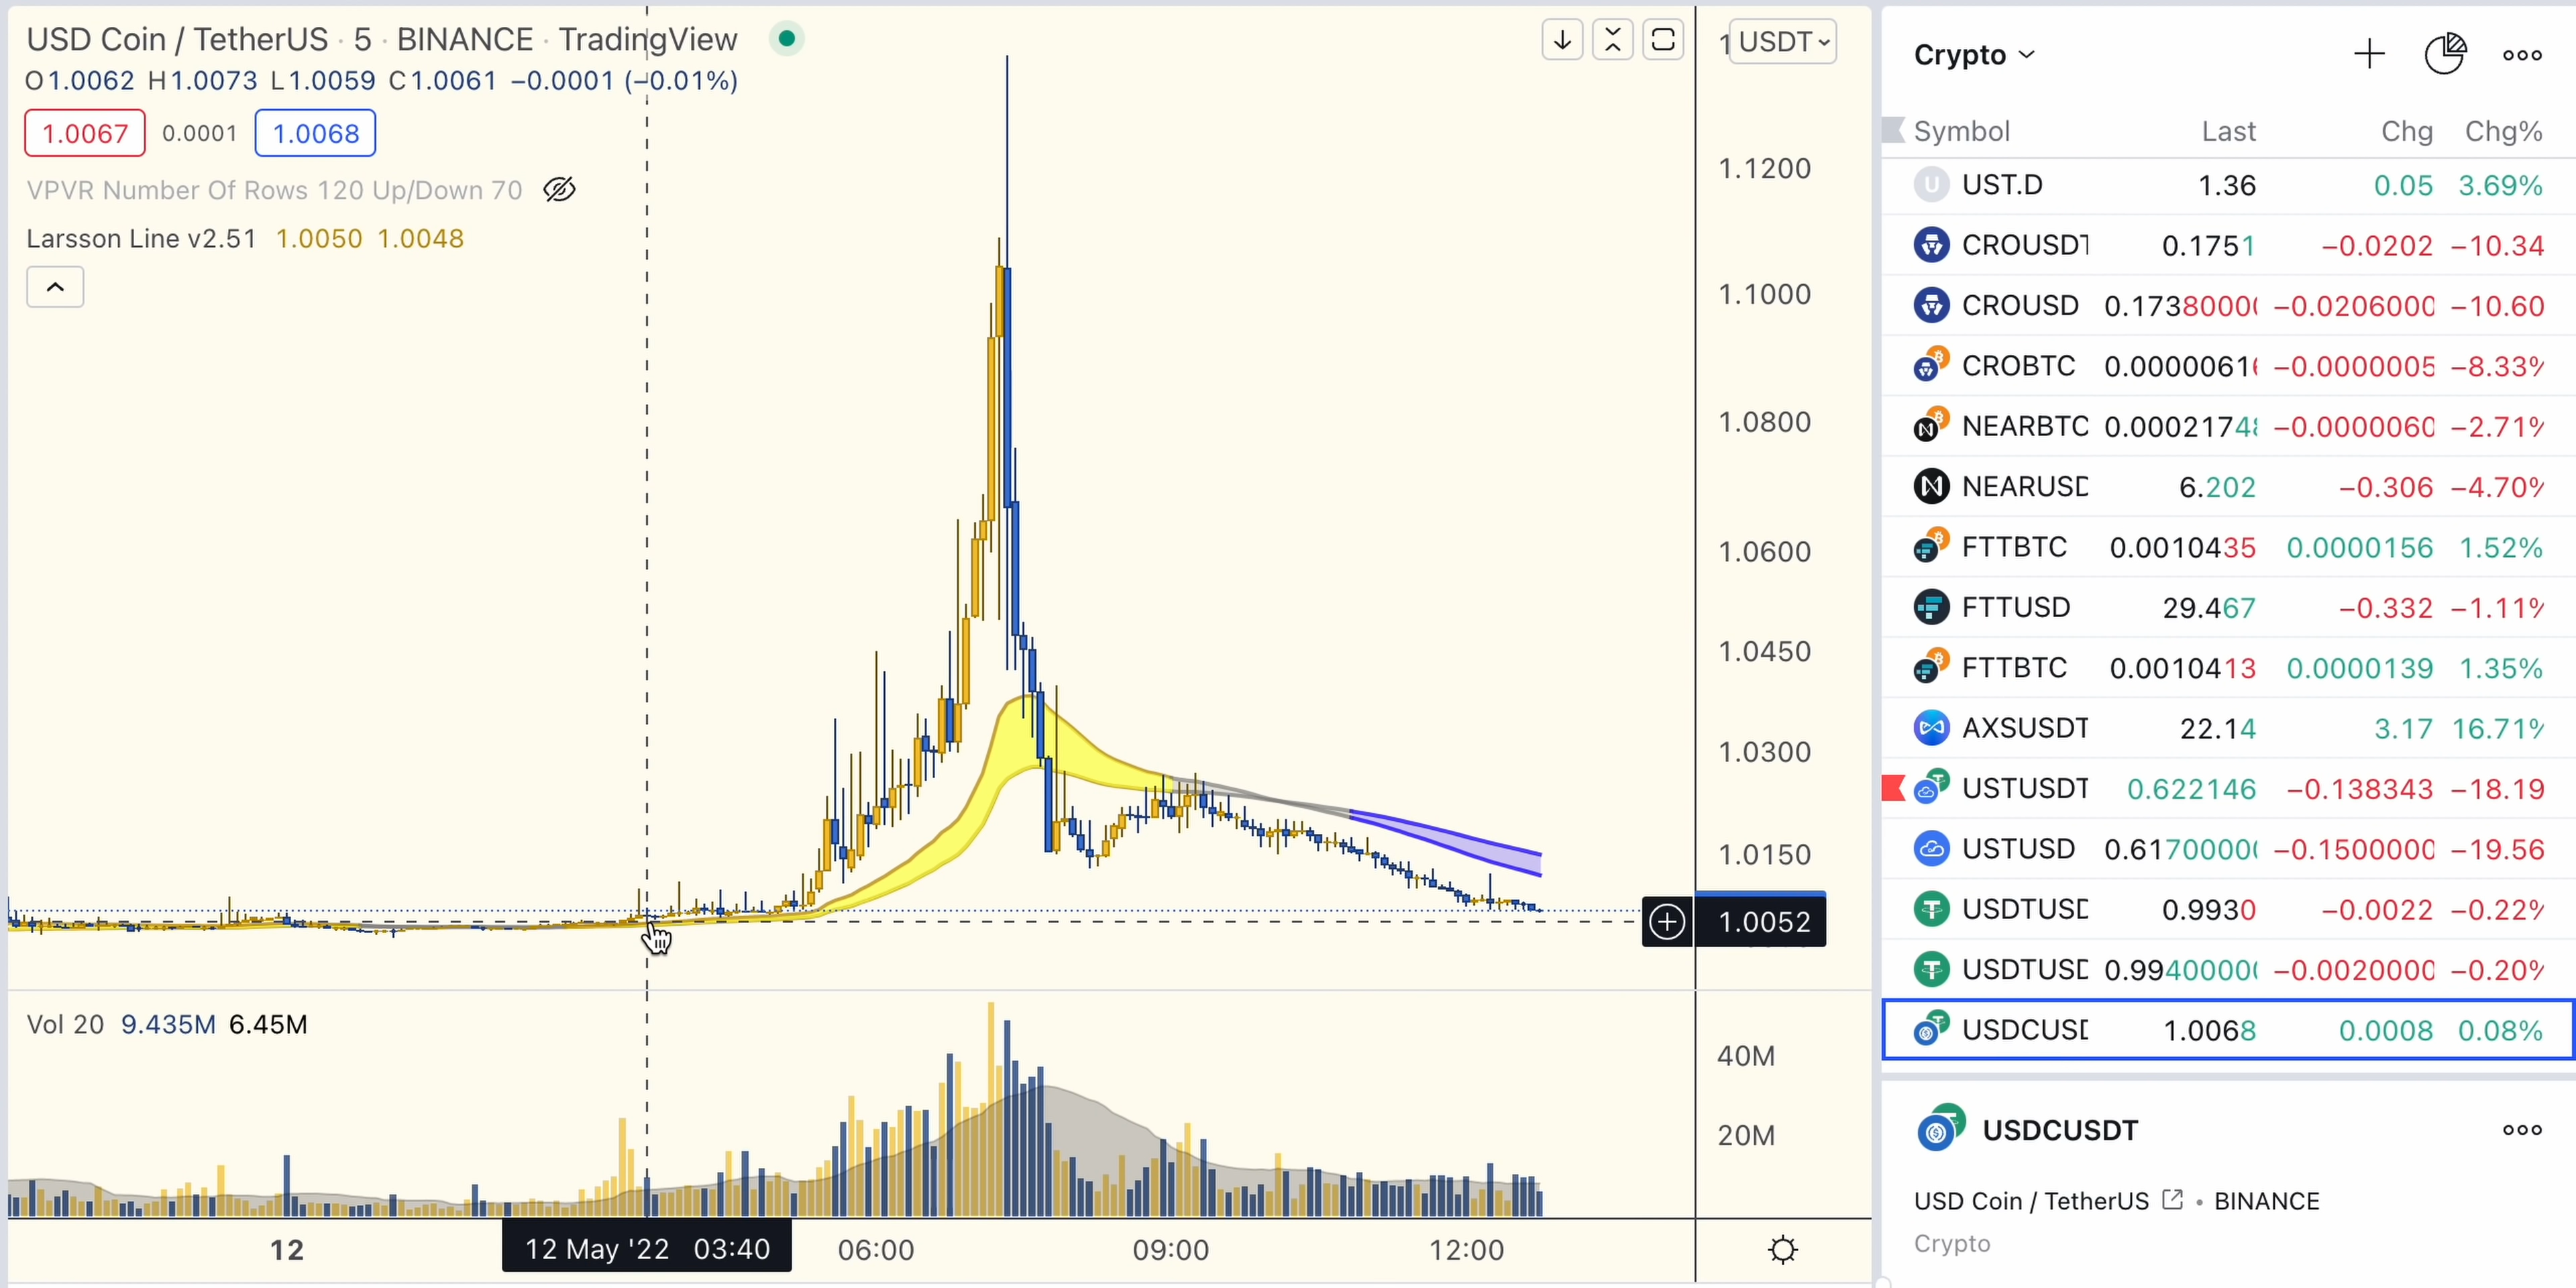 USD Coin / TetherUS · 5 · BINANCE · TradingView
O1.0062 H1.0073 L1.0059 C1.0061 −0.0001 (−0.01%)
1.0067 0.0001 1.0068
VPVR Number Of Rows 120 Up/Down 70
Larsson Line v2.51 1.0050 1.0048
USDT
1.1200
1.1000
1.0800
1.0600
1.0450
1.0300
1.0150
1.0052
Vol 20 9.435M 6.45M
40M
20M
12 12 May '22 03:40 06:00 09:00 12:00
Crypto
Symbol Last Chg Chg%
UST.D 1.36 0.05 3.69%
CROUSDT 0.1751 −0.0202 −10.34
CROUSD 0.17380000 −0.0206000 −10.60
CROBTC 0.0000061 −0.0000005 −8.33%
NEARBTC 0.00021748 −0.0000060 −2.71%
NEARUSD 6.202 −0.306 −4.70%
FTTBTC 0.0010435 0.0000156 1.52%
FTTUSD 29.467 −0.332 −1.11%
FTTBTC 0.0010413 0.0000139 1.35%
AXSUSDT 22.14 3.17 16.71%
USTUSDT 0.622146 −0.138343 −18.19
USTUSD 0.6170000 −0.1500000 −19.56
USDTUSD 0.9930 −0.0022 −0.22%
USDTUSD 0.9940000 −0.0020000 −0.20%
USDCUSD 1.0068 0.0008 0.08%
USDCUSDT
USD Coin / TetherUS • BINANCE
Crypto